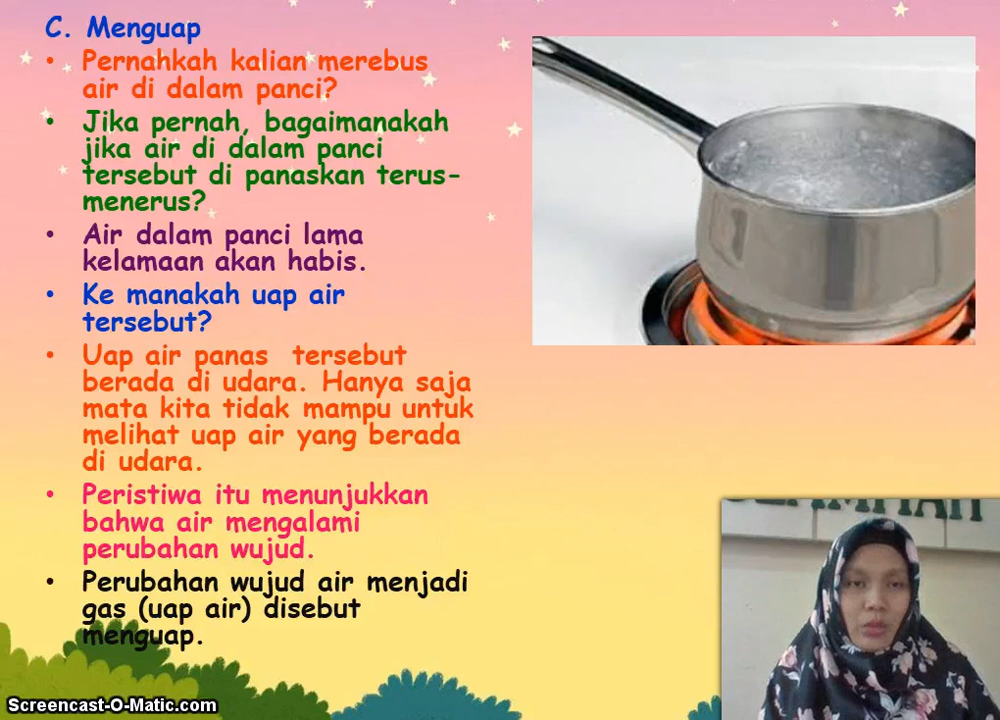 C. Menguap
• Pernahkah kalian merebus
air di dalam panci?
• Jika pernah, bagaimanakah
jika air di dalam panci
tersebut di panaskan terus-
menerus?
• Air dalam panci lama
kelamaan akan habis.
• Ke manakah uap air
tersebut?
• Uap air panas tersebut
berada di udara. Hanya saja
mata kita tidak mampu untuk
melihat uap air yang berada
di udara.
• Peristiwa itu menunjukkan
bahwa air mengalami
perubahan wujud.
• Perubahan wujud air menjadi
gas (uap air) disebut
menguap.
Screencast-O-Matic.com